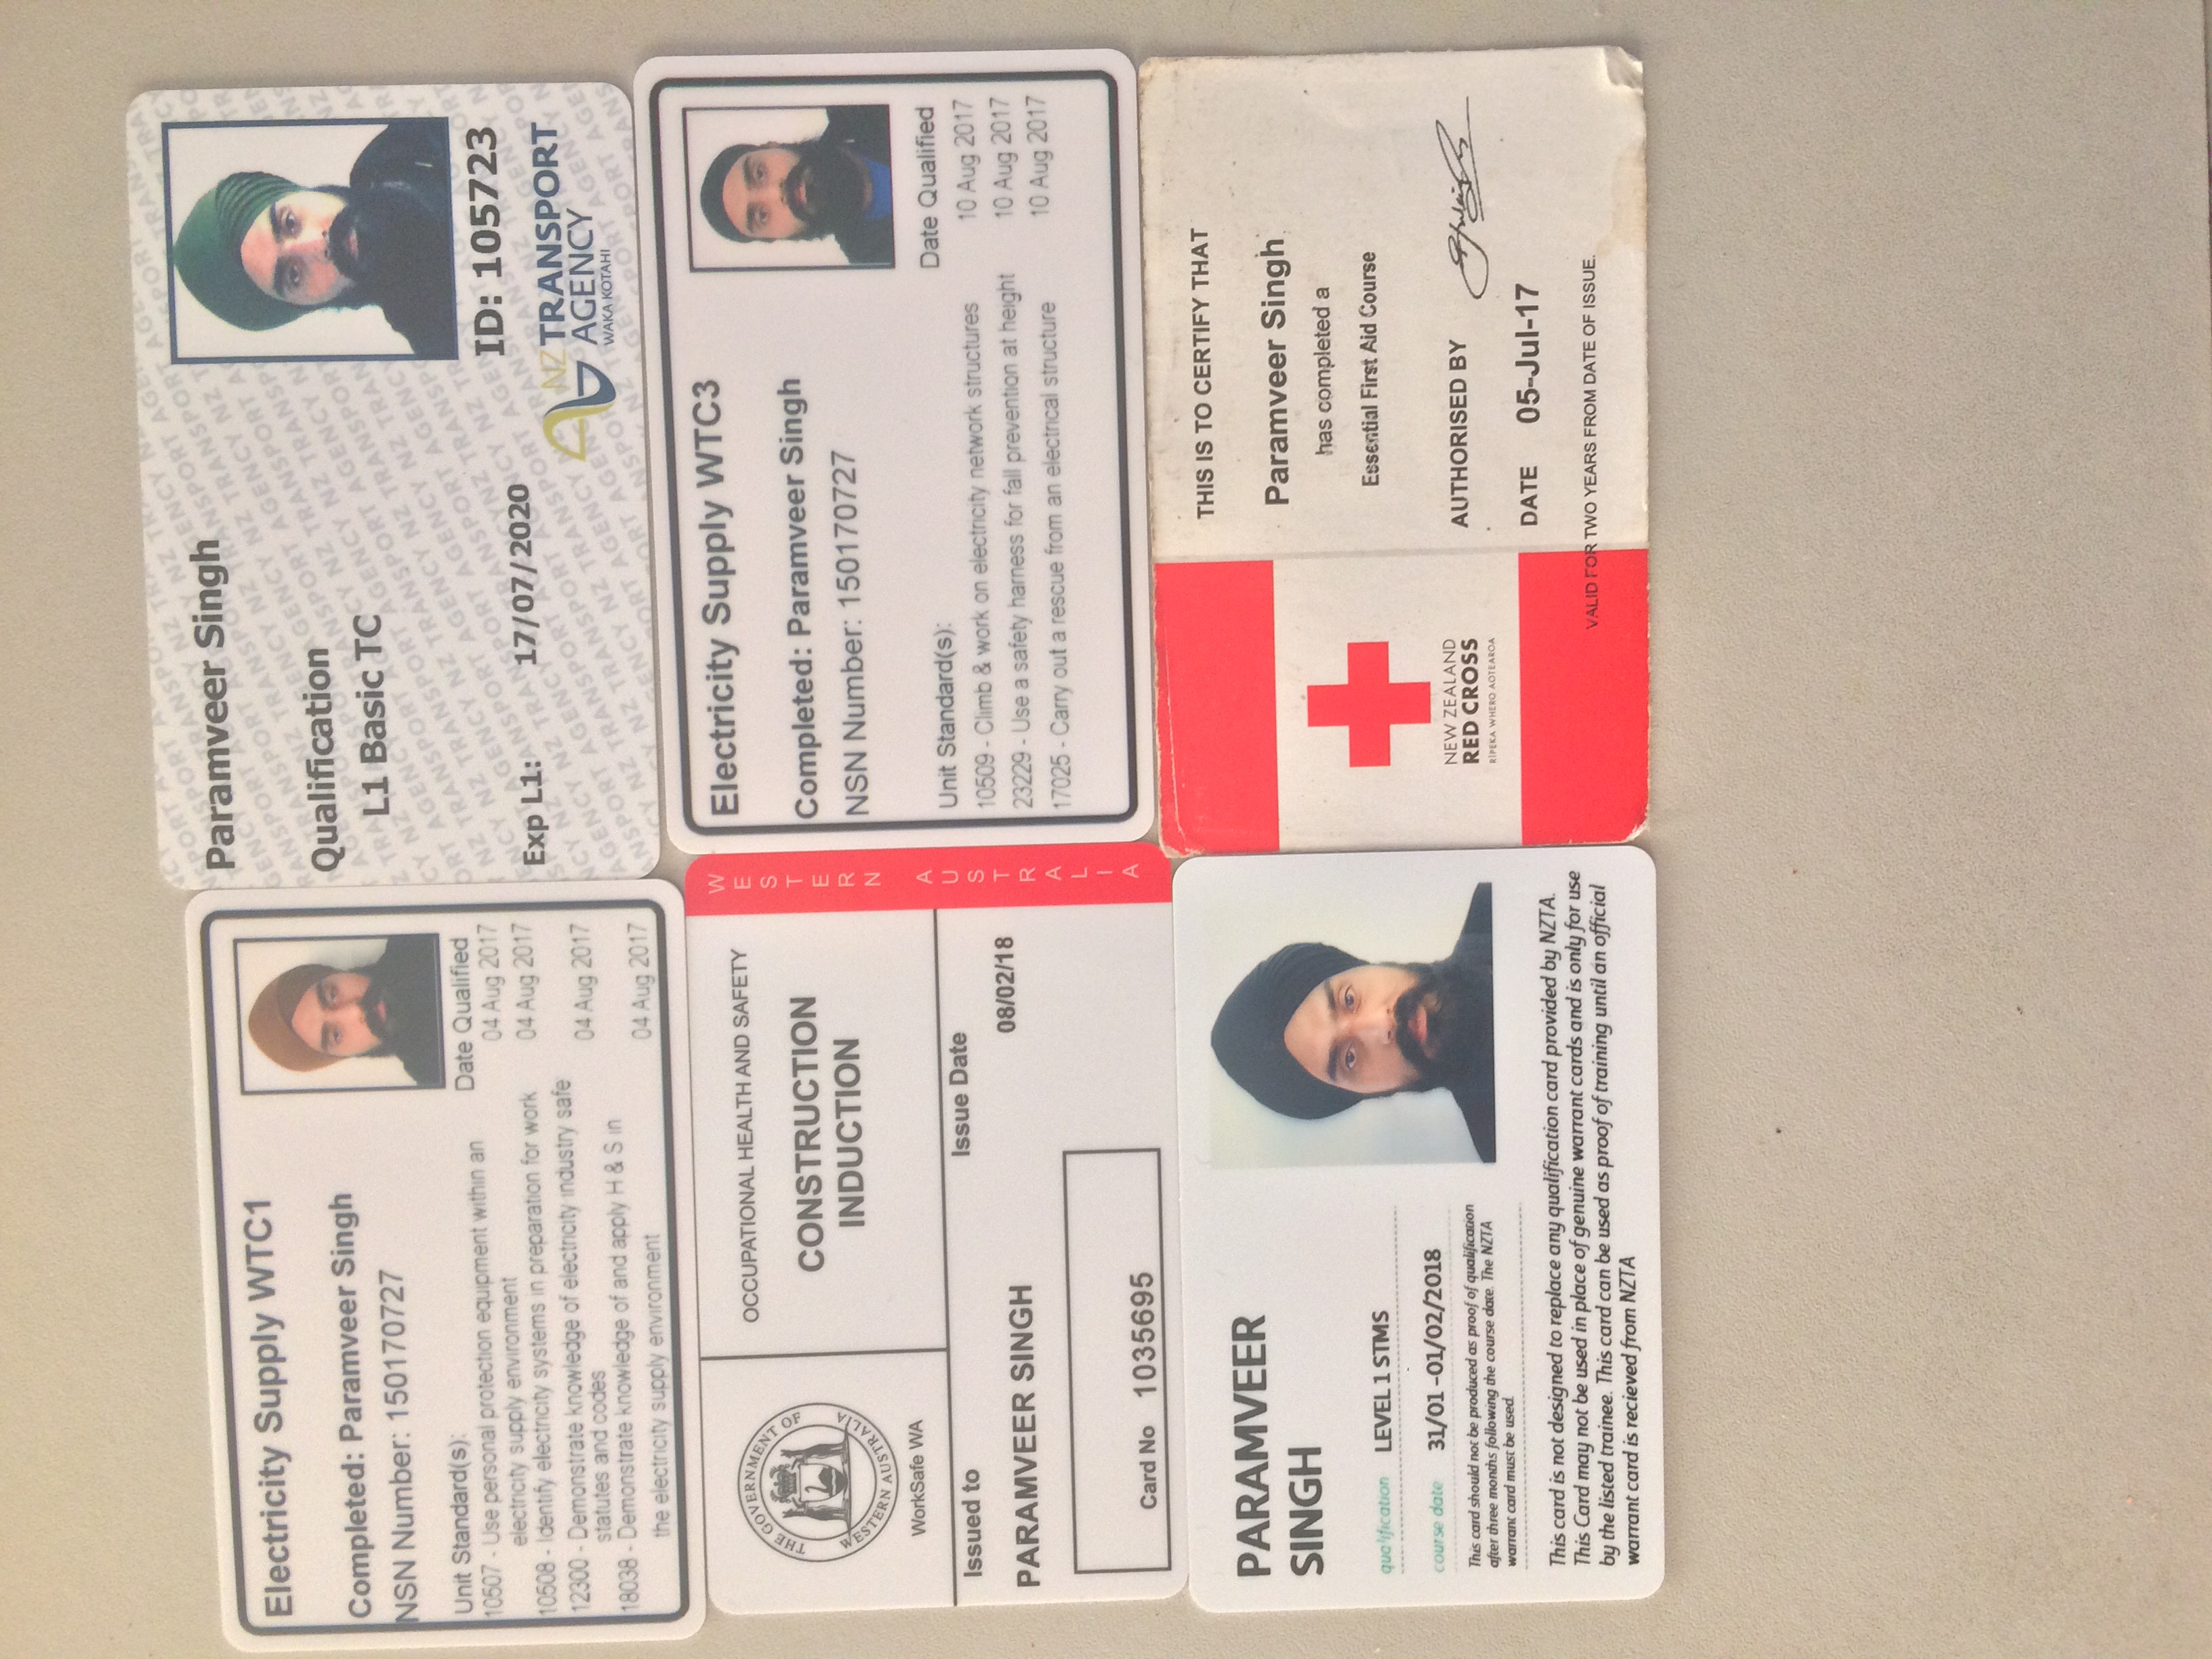 Electricity Supply WTC1
Completed: Paramveer Singh
NSN Number: 150170727
Unit Standard(s):
Date Qualified
10507 - Use personal protection equipment within an
electricity supply environment
04 Aug 2017
10508 - Identify electricity systems in preparation for work
04 Aug 2017
12300 - Demonstrate knowledge of electricity industry safe
statutes and codes
04 Aug 2017
18038 - Demonstrate knowledge of and apply H & S in
the electricity supply environment
04 Aug 2017
Paramveer Singh
Qualification
L1 Basic TC
Exp L1: 17/07/2020
ID: 105723
NZ TRANSPORT
AGENCY
WAKA KOTAHI
THE GOVERNMENT OF
WESTERN AUSTRALIA
WorkSafe WA
OCCUPATIONAL HEALTH AND SAFETY
CONSTRUCTION
INDUCTION
Issued to
Issue Date
PARAMVEER SINGH
08/02/18
Card No 1035695
WESTERN AUSTRALIA
Electricity Supply WTC3
Completed: Paramveer Singh
NSN Number: 150170727
Unit Standard(s):
Date Qualified
10509 - Climb & work on electricity network structures 10 Aug 2017
23229 - Use a safety harness for fall prevention at height 10 Aug 2017
17025 - Carry out a rescue from an electrical structure 10 Aug 2017
PARAMVEER
SINGH
qualification LEVEL 1 STMS
course date 31/01 -01/02/2018
This card should not be produced as proof of qualification
after three months following the course date. The NZTA
warrant card must be used.
This card is not designed to replace any qualification card provided by NZTA.
This Card may not be used in place of genuine warrant cards and is only for use
by the listed trainee. This card can be used as proof of training until an official
warrant card is recieved from NZTA
NEW ZEALAND
RED CROSS
RĪPEKA WHERO AOTEAROA
THIS IS TO CERTIFY THAT
Paramveer Singh
has completed a
Essential First Aid Course
AUTHORISED BY
DATE 05-Jul-17
VALID FOR TWO YEARS FROM DATE OF ISSUE.